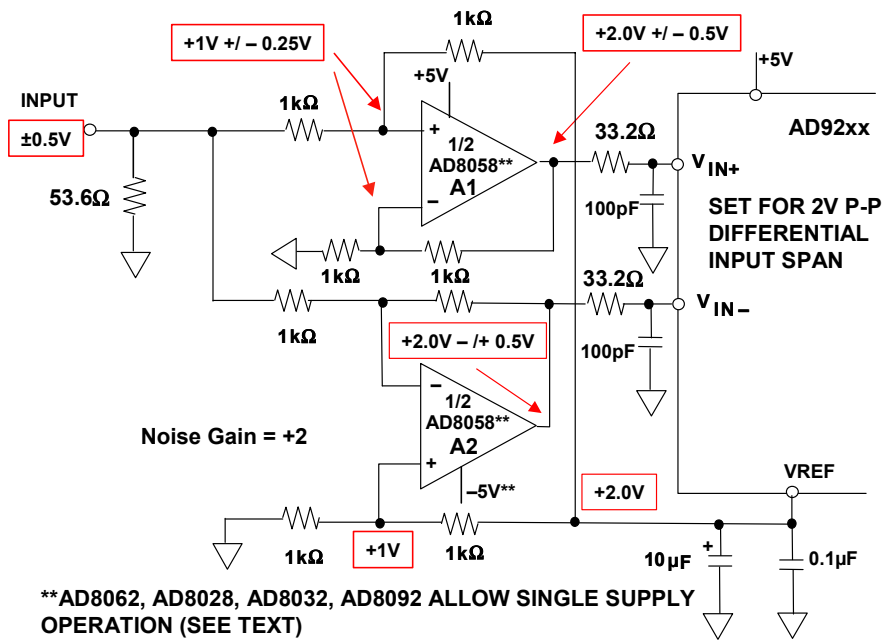 1kΩ
+1V +/ – 0.25V
+2.0V +/ – 0.5V
+5V
+5V
INPUT
1kΩ
±0.5V
+
1/2
AD8058**
A1
–
33.2Ω
AD92xx
VIN+
53.6Ω
100pF
SET FOR 2V P-P
DIFFERENTIAL
INPUT SPAN
1kΩ
1kΩ
33.2Ω
VIN–
1kΩ
+2.0V – /+ 0.5V
100pF
–
1/2
AD8058**
A2
+
Noise Gain = +2
–5V**
+2.0V
VREF
1kΩ
+1V
1kΩ
10µF
+
0.1µF
**AD8062, AD8028, AD8032, AD8092 ALLOW SINGLE SUPPLY
OPERATION (SEE TEXT)